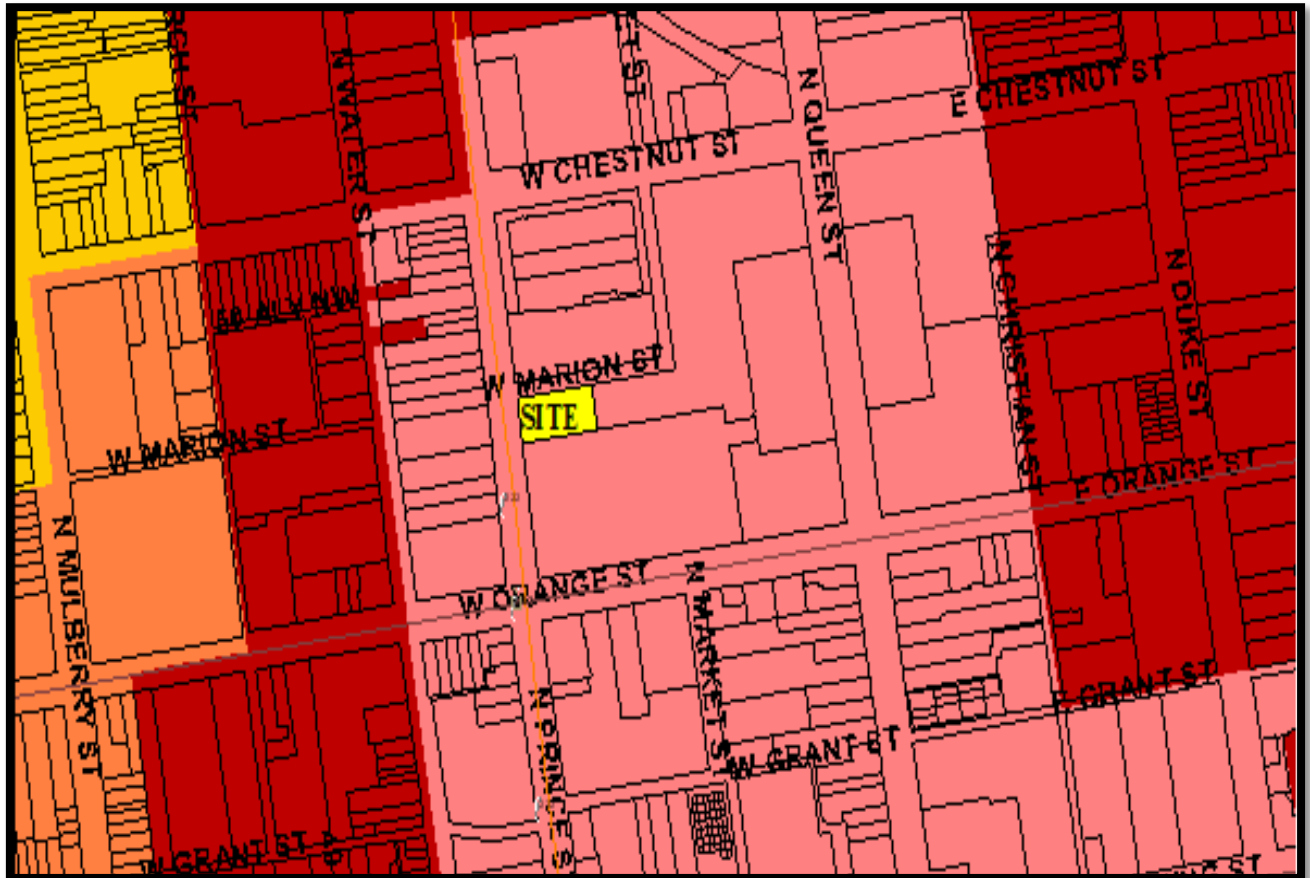 N WATER ST
N QUEEN ST
E CHESTNUT ST
W CHESTNUT ST
N CHRISTIAN ST
N DUKE ST
W MARION ST
SITE
W MARION ST
E ORANGE ST
N MULBERRY ST
W ORANGE ST
N MARKET ST
N PRINCE S
E GRANT ST
W GRANT ST
W GRANT ST